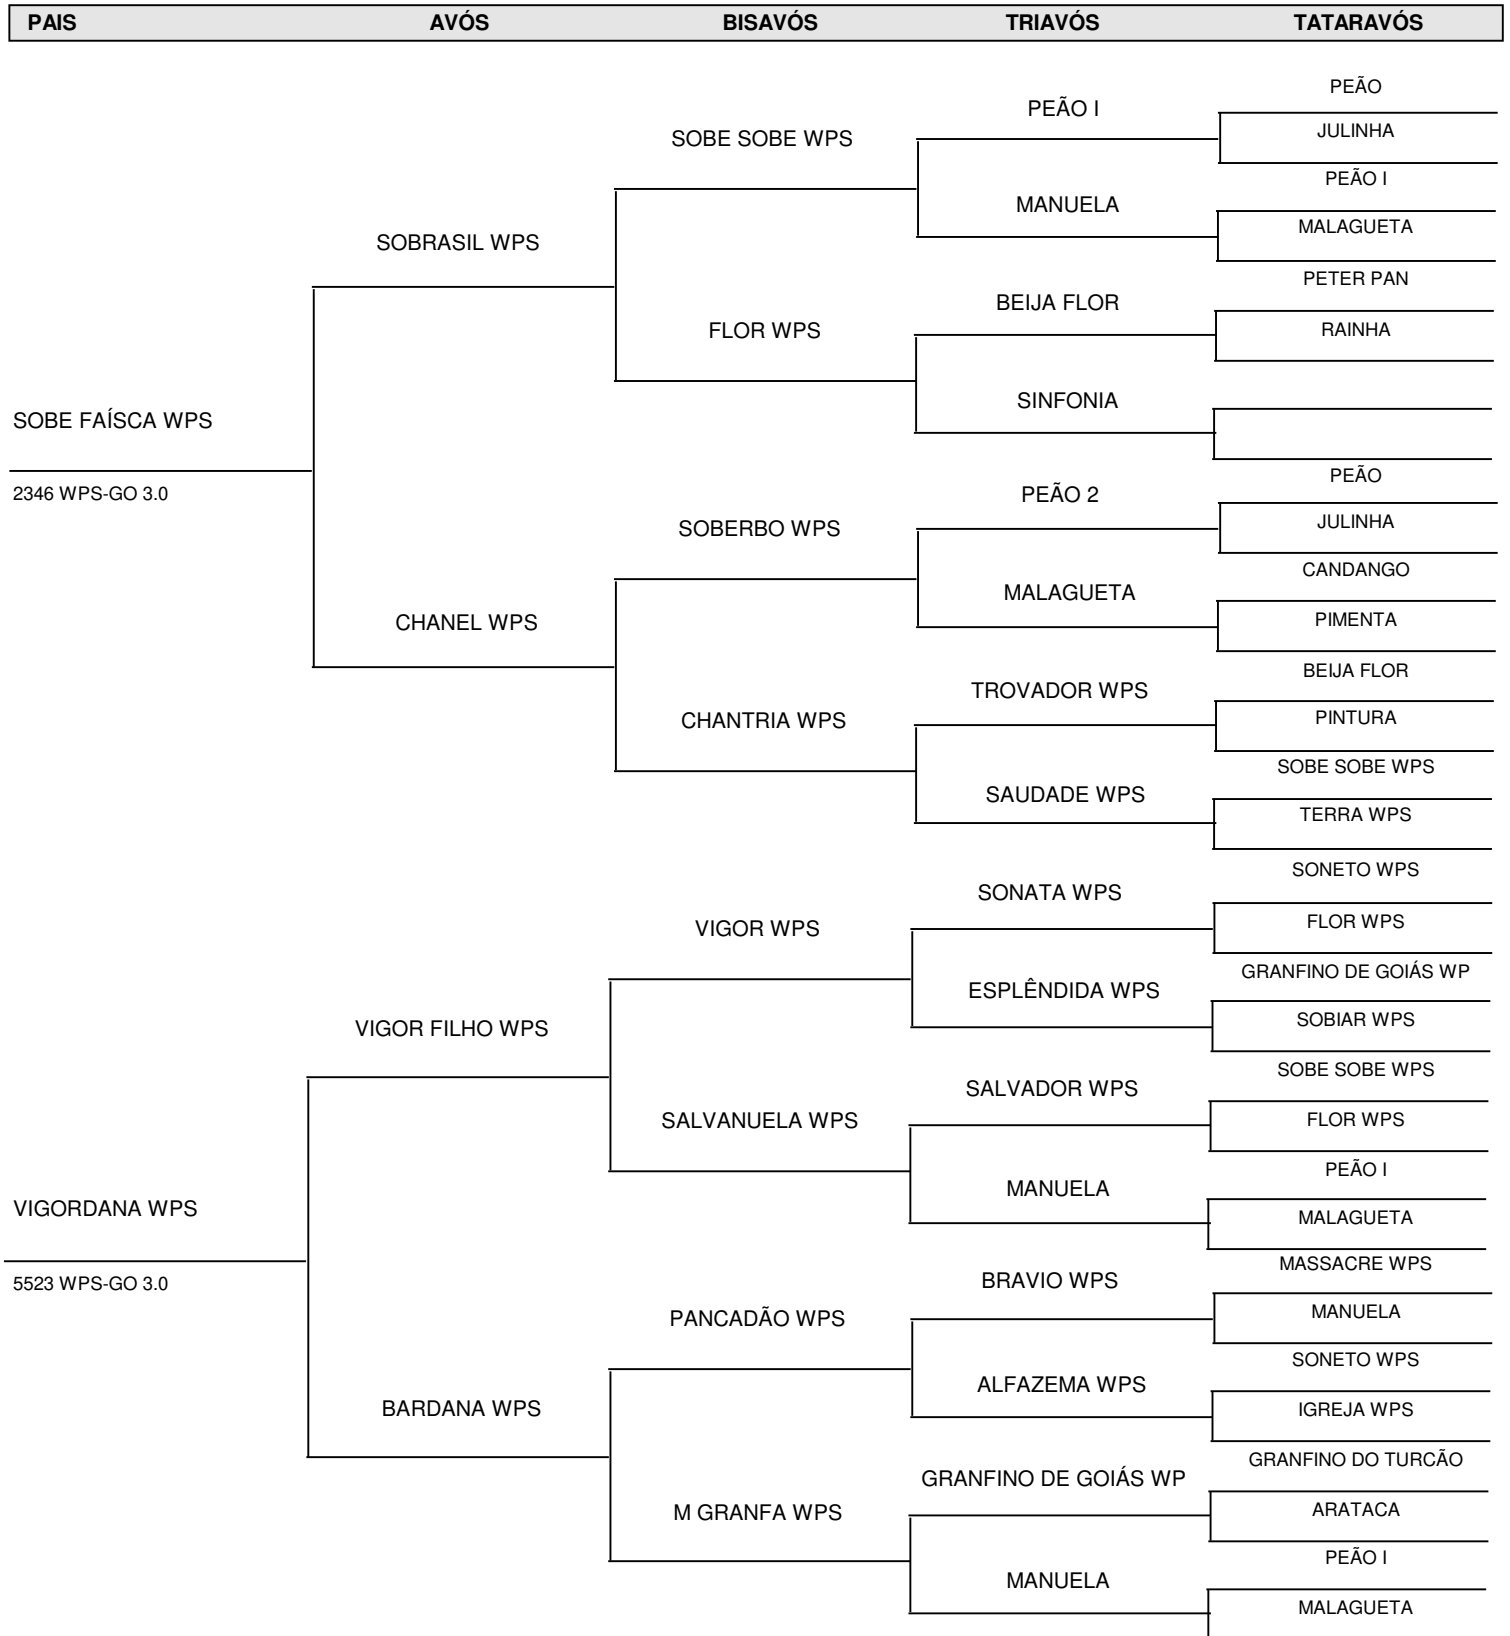 PAIS AVÓS BISAVÓS TRIAVÓS TATARAVÓS
PEÃO
PEÃO I
JULINHA
SOBE SOBE WPS
PEÃO I
MANUELA
MALAGUETA
SOBRASIL WPS
PETER PAN
BEIJA FLOR
RAINHA
FLOR WPS
SINFONIA
SOBE FAÍSCA WPS
2346 WPS-GO 3.0
PEÃO
PEÃO 2
JULINHA
SOBERBO WPS
CANDANGO
MALAGUETA
PIMENTA
CHANEL WPS
BEIJA FLOR
TROVADOR WPS
PINTURA
CHANTRIA WPS
SOBE SOBE WPS
SAUDADE WPS
TERRA WPS
SONETO WPS
SONATA WPS
FLOR WPS
VIGOR WPS
GRANFINO DE GOIÁS WP
ESPLÊNDIDA WPS
SOBIAR WPS
VIGOR FILHO WPS
SOBE SOBE WPS
SALVADOR WPS
FLOR WPS
SALVANUELA WPS
PEÃO I
MANUELA
MALAGUETA
VIGORDANA WPS
5523 WPS-GO 3.0
MASSACRE WPS
BRAVIO WPS
MANUELA
PANCADÃO WPS
SONETO WPS
ALFAZEMA WPS
IGREJA WPS
BARDANA WPS
GRANFINO DO TURCÃO
GRANFINO DE GOIÁS WP
ARATACA
M GRANFA WPS
PEÃO I
MANUELA
MALAGUETA